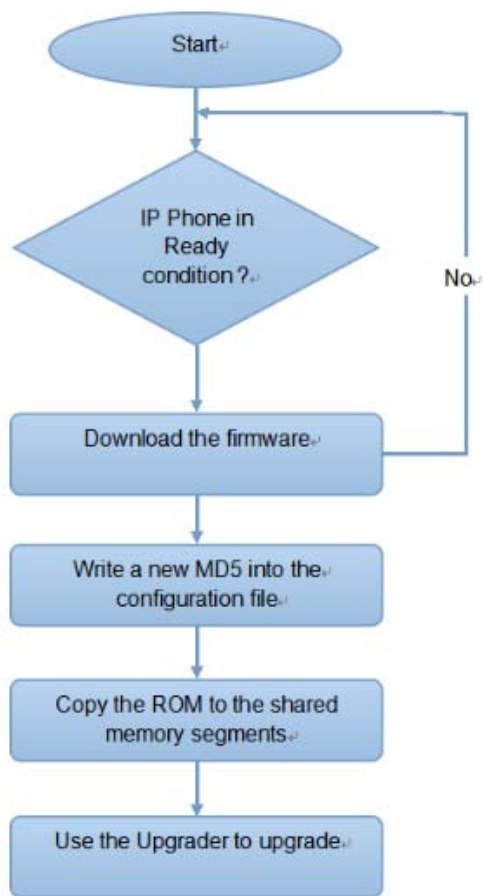 Start
IP Phone in
Ready
condition ?
No
Download the firmware
Write a new MD5 into the
configuration file
Copy the ROM to the shared
memory segments
Use the Upgrader to upgrade